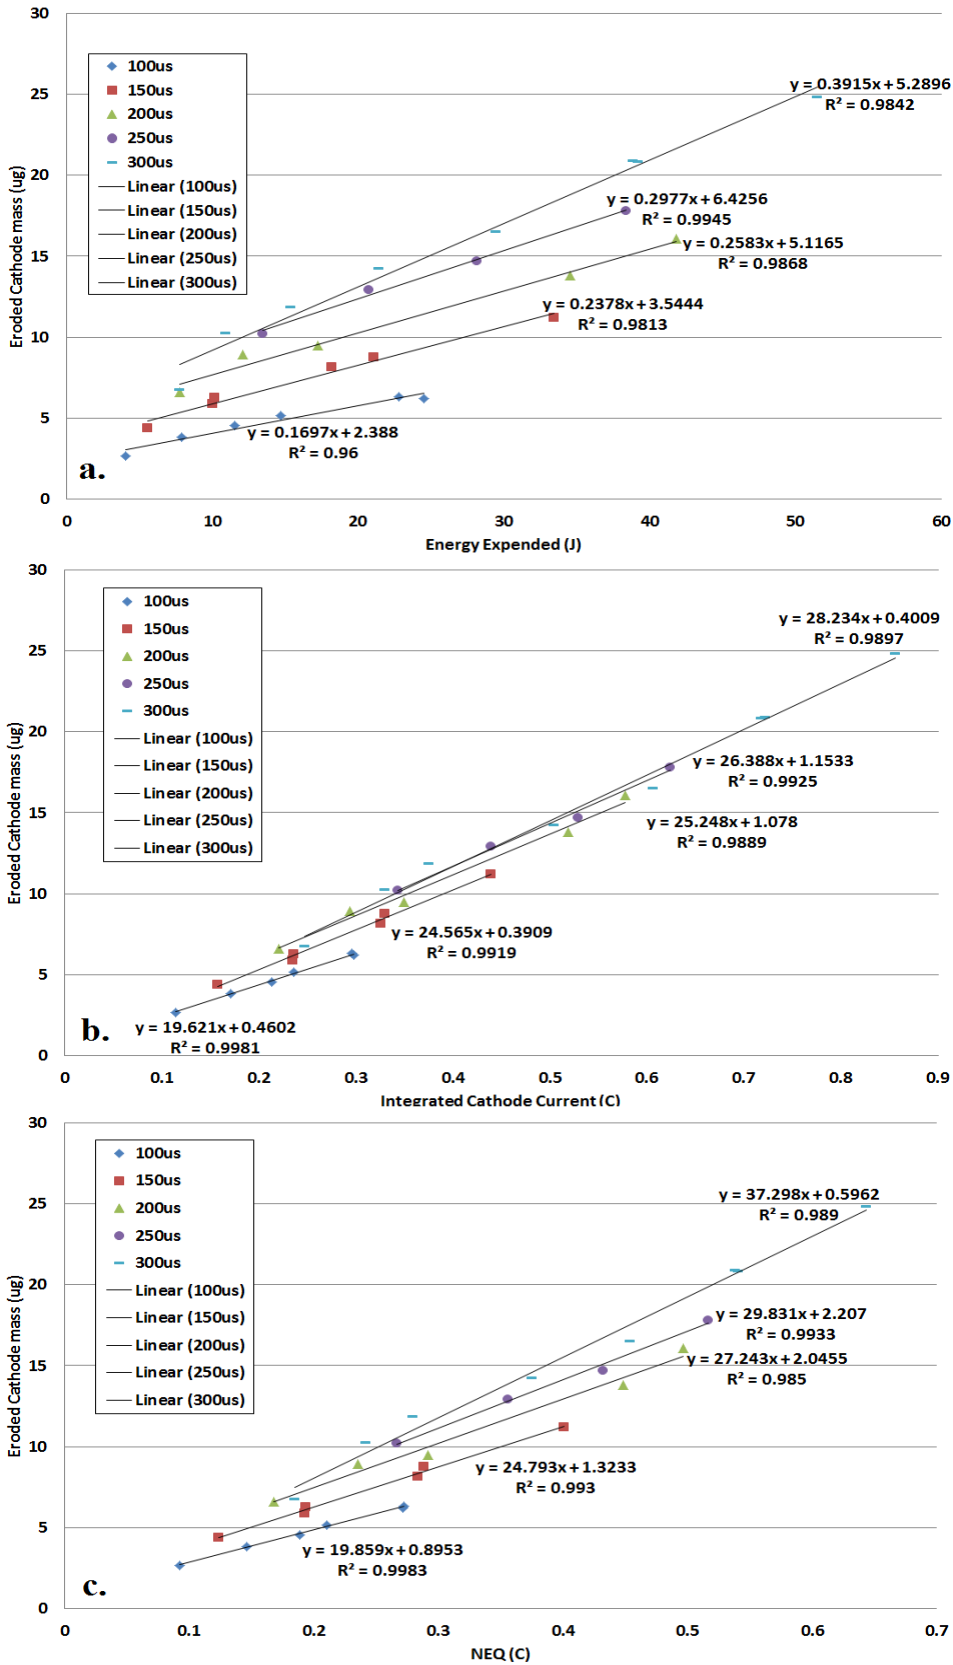 30
25
20
15
10
5
0
Eroded Cathode mass (ug)
100us
150us
200us
250us
300us
Linear (100us)
Linear (150us)
Linear (200us)
Linear (250us)
Linear (300us)
y = 0.3915x + 5.2896
R² = 0.9842
y = 0.2977x + 6.4256
R² = 0.9945
y = 0.2583x + 5.1165
R² = 0.9868
y = 0.2378x + 3.5444
R² = 0.9813
y = 0.1697x + 2.388
R² = 0.96
a.
0 10 20 30 40 50 60
Energy Expended (J)
30
25
20
15
10
5
0
Eroded Cathode mass (ug)
100us
150us
200us
250us
300us
Linear (100us)
Linear (150us)
Linear (200us)
Linear (250us)
Linear (300us)
y = 28.234x + 0.4009
R² = 0.9897
y = 26.388x + 1.1533
R² = 0.9925
y = 25.248x + 1.078
R² = 0.9889
y = 24.565x + 0.3909
R² = 0.9919
y = 19.621x + 0.4602
R² = 0.9981
b.
0 0.1 0.2 0.3 0.4 0.5 0.6 0.7 0.8 0.9
Integrated Cathode Current (C)
30
25
20
15
10
5
0
Eroded Cathode mass (ug)
100us
150us
200us
250us
300us
Linear (100us)
Linear (150us)
Linear (200us)
Linear (250us)
Linear (300us)
y = 37.298x + 0.5962
R² = 0.989
y = 29.831x + 2.207
R² = 0.9933
y = 27.243x + 2.0455
R² = 0.985
y = 24.793x + 1.3233
R² = 0.993
y = 19.859x + 0.8953
R² = 0.9983
c.
0 0.1 0.2 0.3 0.4 0.5 0.6 0.7
NEQ (C)